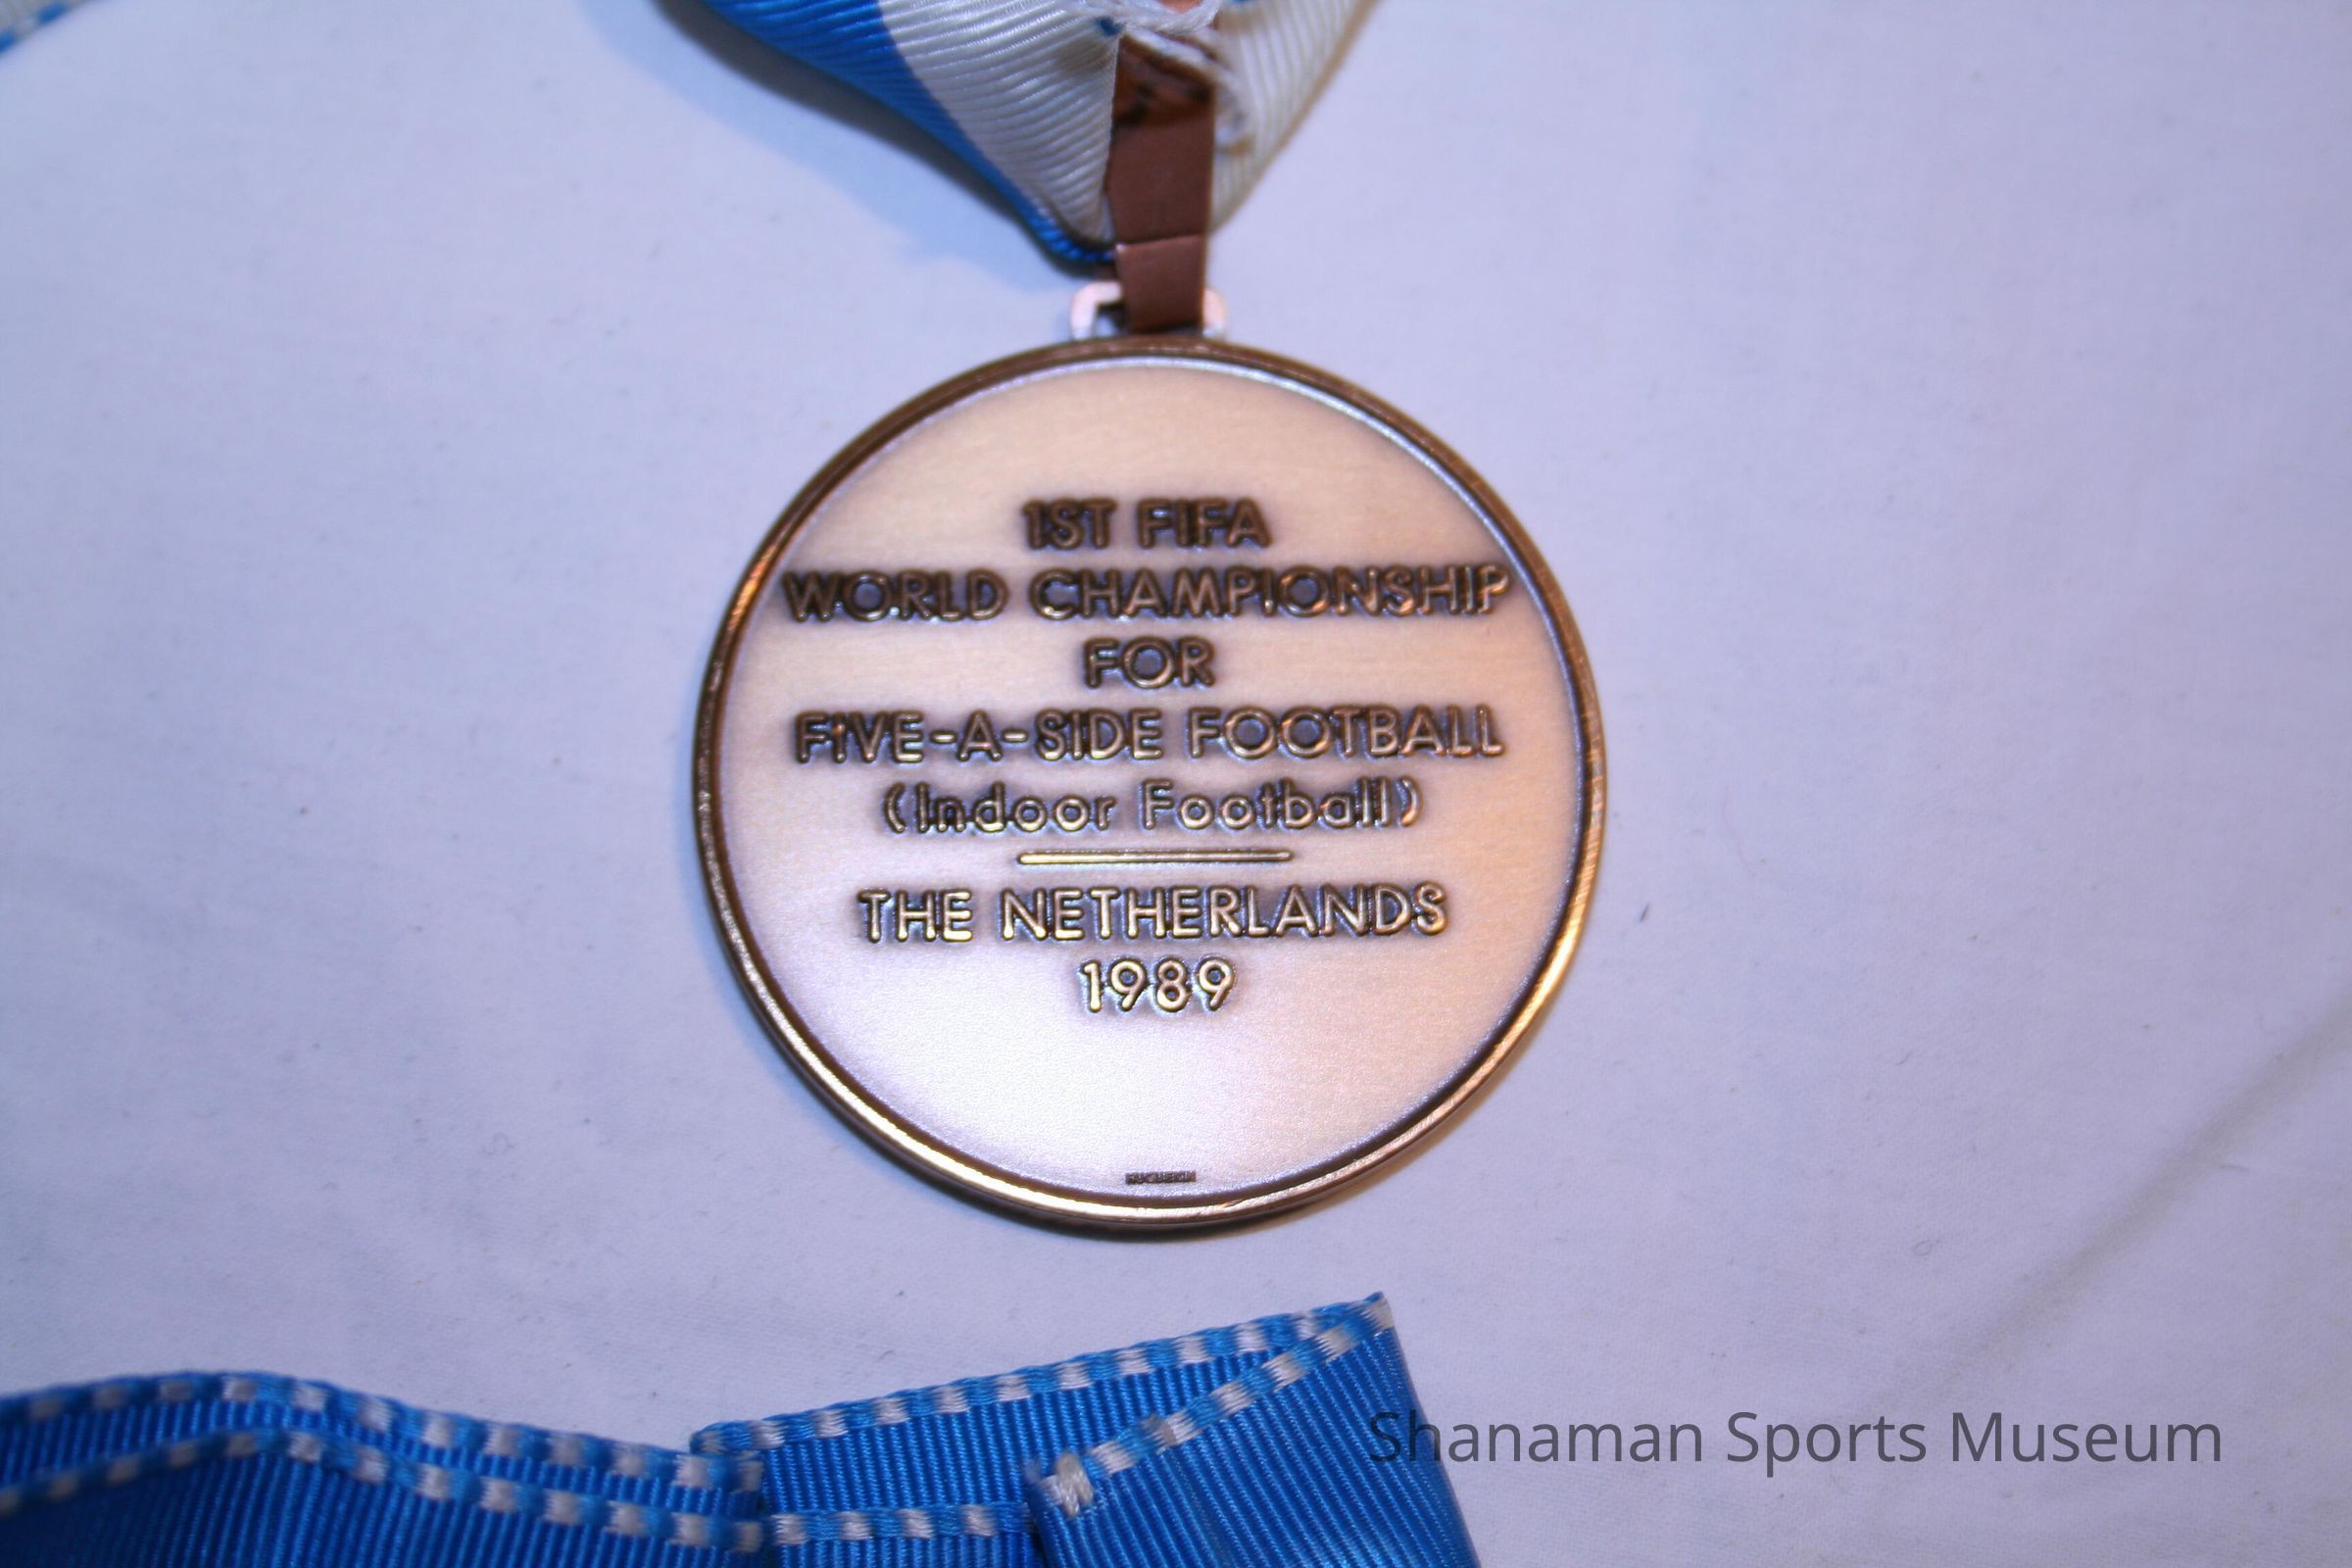 1ST FIFA
WORLD CHAMPIONSHIP
FOR
FIVE-A-SIDE FOOTBALL
(Indoor Football)
THE NETHERLANDS
1989
Shanaman Sports Museum